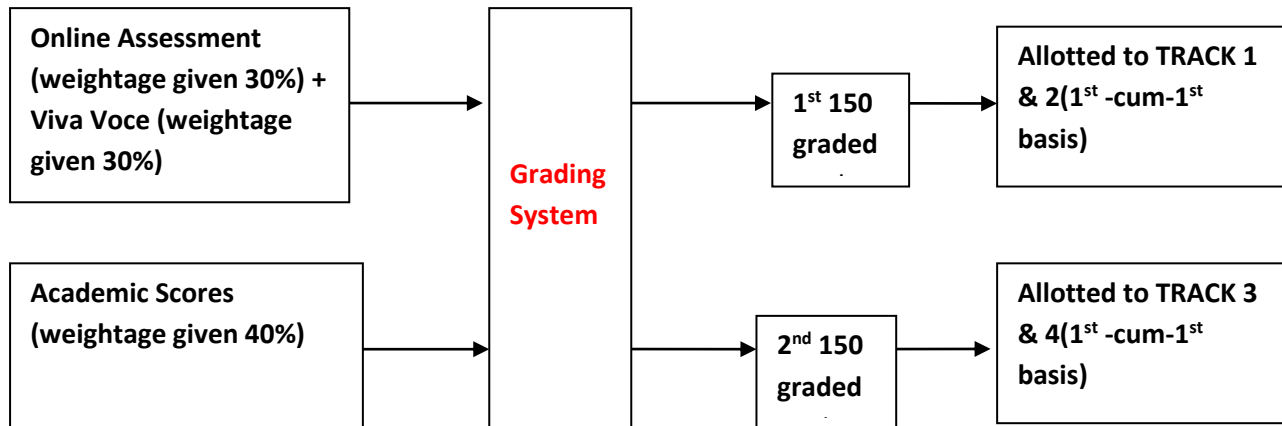 Online Assessment
(weightage given 30%) +
Viva Voce (weightage
given 30%)
Grading
System
1st 150
graded
Allotted to TRACK 1
& 2(1st -cum-1st
basis)
Academic Scores
(weightage given 40%)
2nd 150
graded
Allotted to TRACK 3
& 4(1st -cum-1st
basis)